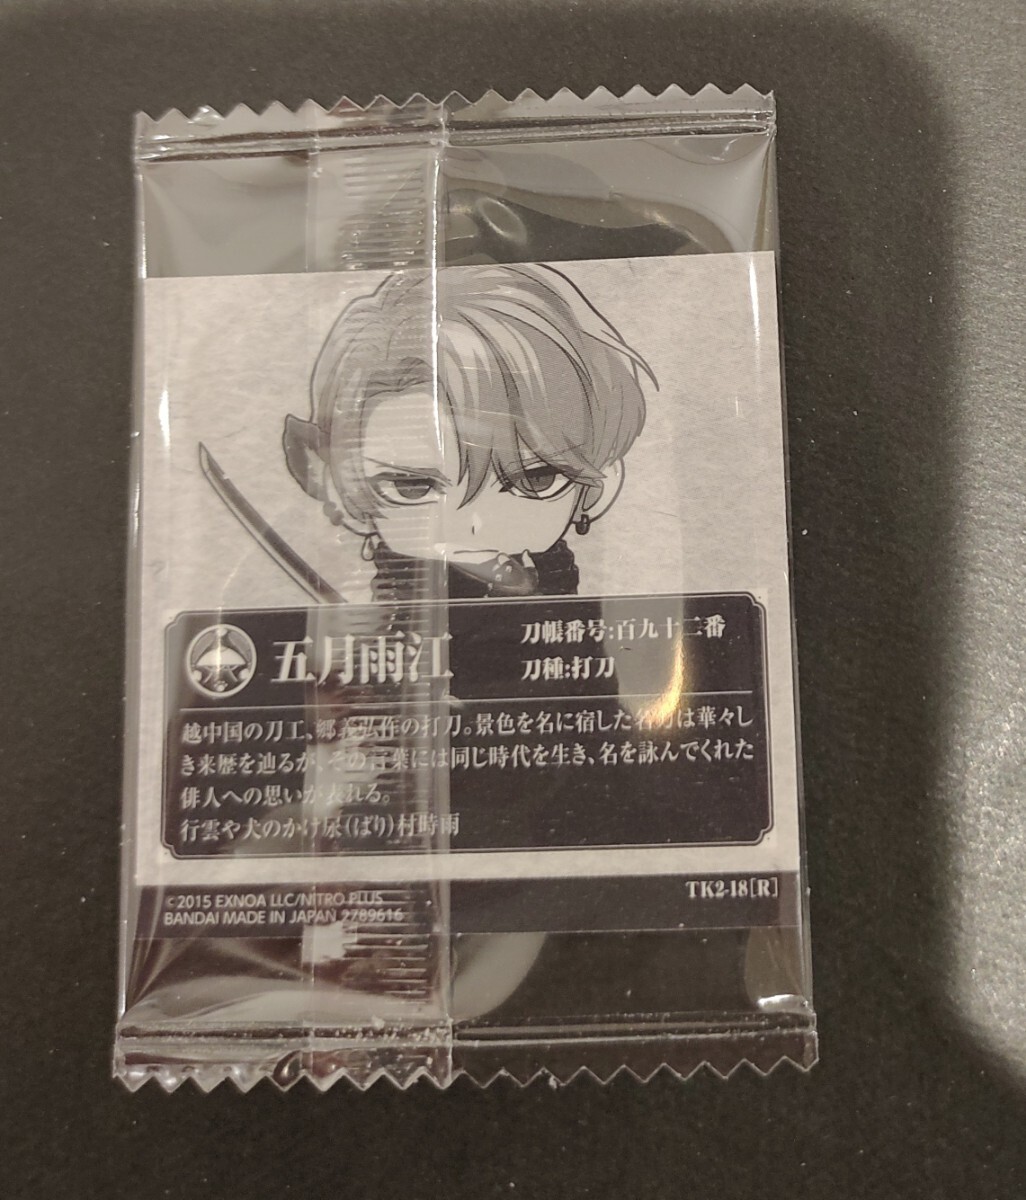 五月雨江
刀帳番号:百九十二番
刀種:打刀
越中国の刀工、郷義弘作の打刀。景色を名に宿した名刀は華々し
き来歴を辿るが、その言葉には同じ時代を生き、名を詠んでくれた
俳人への思いが表れる。
行雲や犬のかけ尿(ばり)村時雨
TK2-18[R]
©2015 EXNOA LLC/NITRO PLUS
BANDAI MADE IN JAPAN 2789616